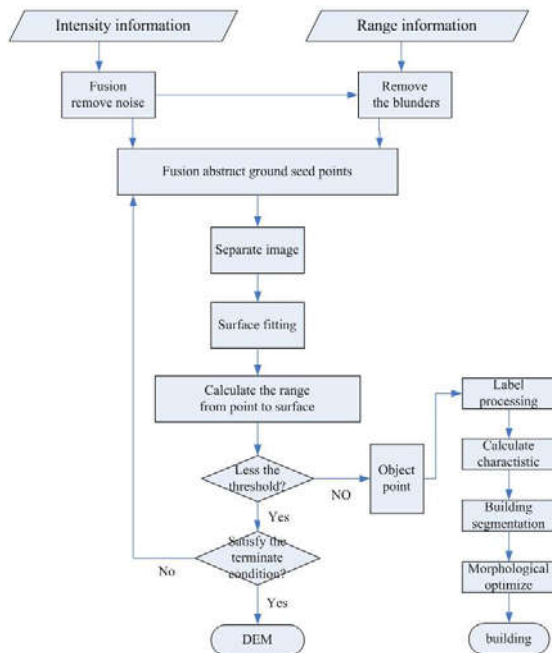 Intensity information
Range information
Fusion
remove noise
Remove
the blunders
Fusion abstract ground seed points
Separate image
Surface fitting
Calculate the range
from point to surface
Less the
threshold?
NO
Object
point
Label
processing
Calculate
charactistic
Building
segmentation
Morphological
optimize
building
Yes
Satisfy the
terminate
condition?
No
Yes
DEM